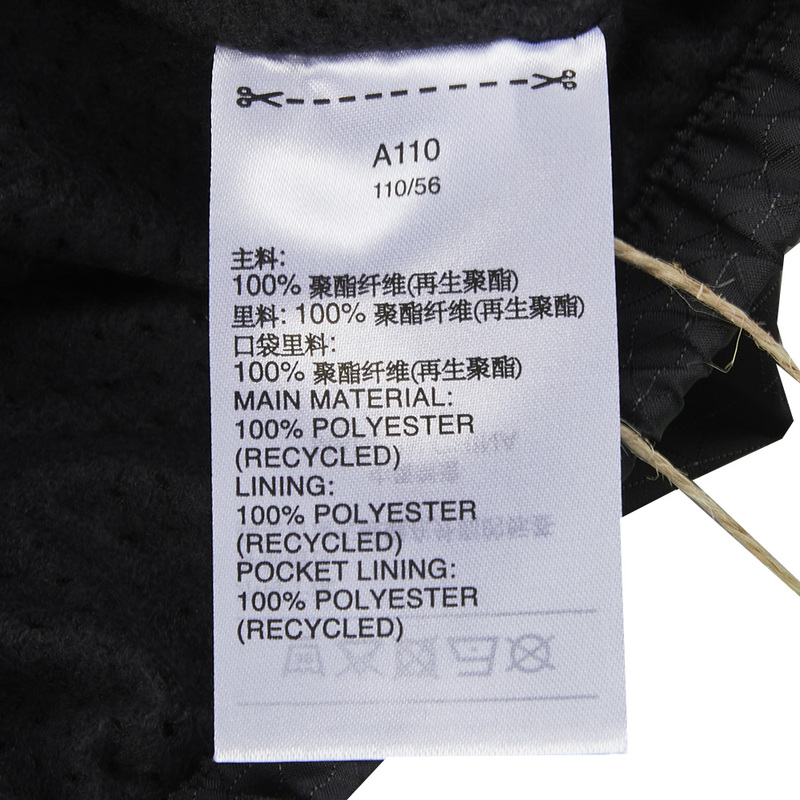 A110
110/56
主料:
100% 聚酯纤维(再生聚酯)
里料: 100% 聚酯纤维(再生聚酯)
口袋里料:
100% 聚酯纤维(再生聚酯)
MAIN MATERIAL:
100% POLYESTER
(RECYCLED)
LINING:
100% POLYESTER
(RECYCLED)
POCKET LINING:
100% POLYESTER
(RECYCLED)